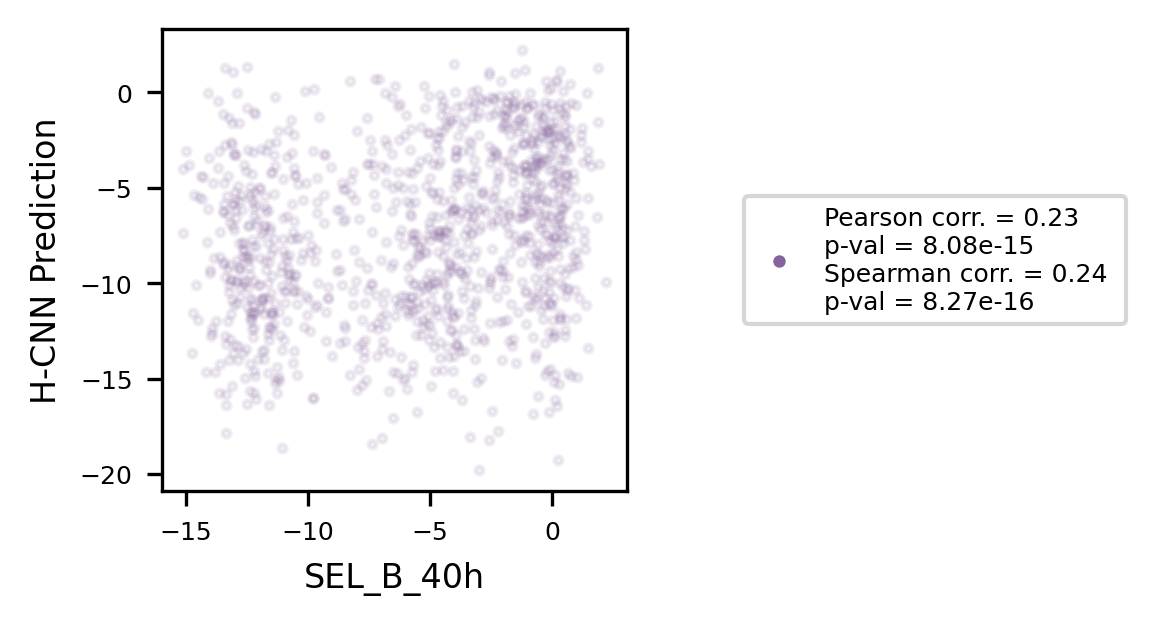 0
−5
−10
−15
−20
H-CNN Prediction
−15
−10
−5
0
SEL_B_40h
Pearson corr. = 0.23
p-val = 8.08e-15
Spearman corr. = 0.24
p-val = 8.27e-16